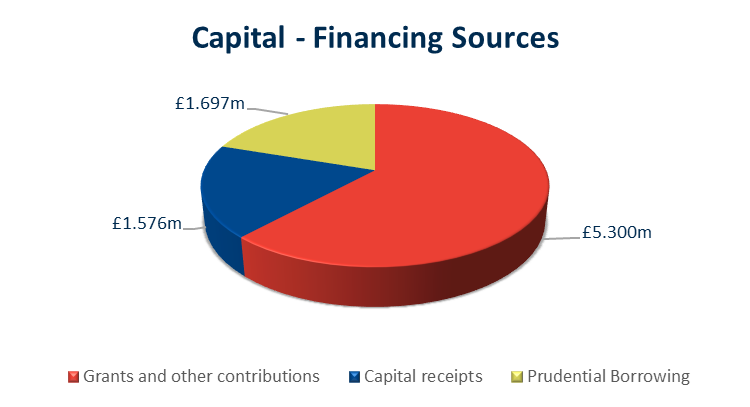 Capital - Financing Sources
£1.697m
£1.576m
£5.300m
Grants and other contributions Capital receipts Prudential Borrowing